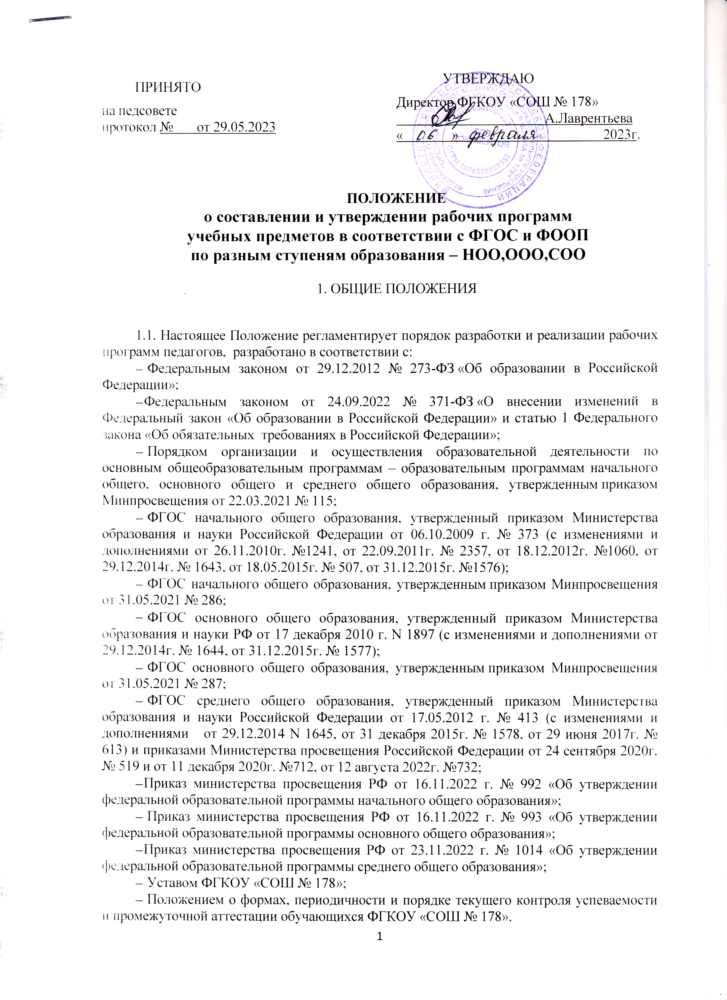 ПРИНЯТО
на педсовете
протокол № от 29.05.2023
УТВЕРЖДАЮ
Директор ФГКОУ «СОШ № 178»
А.Лаврентьева
« 06 » февраля 2023г.
МИНИСТЕРСТВО ОБОРОНЫ РОССИЙСКОЙ ФЕДЕРАЦИИ
ДЛЯ
ДОКУМЕНТОВ
ОГРН 1028500567952
ПОЛОЖЕНИЕ
о составлении и утверждении рабочих программ
учебных предметов в соответствии с ФГОС и ФООП
по разным ступеням образования – НОО,ООО,СОО
1. ОБЩИЕ ПОЛОЖЕНИЯ
1.1. Настоящее Положение регламентирует порядок разработки и реализации рабочих
программ педагогов, разработано в соответствии с:
– Федеральным законом от 29.12.2012 № 273-ФЗ «Об образовании в Российской
Федерации»;
–Федеральным законом от 24.09.2022 № 371-ФЗ «О внесении изменений в
Федеральный закон «Об образовании в Российской Федерации» и статью 1 Федерального
закона «Об обязательных требованиях в Российской Федерации»;
– Порядком организации и осуществления образовательной деятельности по
основным общеобразовательным программам – образовательным программам начального
общего, основного общего и среднего общего образования, утвержденным приказом
Минпросвещения от 22.03.2021 № 115;
– ФГОС начального общего образования, утвержденный приказом Министерства
образования и науки Российской Федерации от 06.10.2009 г. № 373 (с изменениями и
дополнениями от 26.11.2010г. №1241, от 22.09.2011г. № 2357, от 18.12.2012г. №1060, от
29.12.2014г. № 1643, от 18.05.2015г. № 507, от 31.12.2015г. №1576);
– ФГОС начального общего образования, утвержденным приказом Минпросвещения
от 31.05.2021 № 286;
– ФГОС основного общего образования, утвержденный приказом Министерства
образования и науки РФ от 17 декабря 2010 г. N 1897 (с изменениями и дополнениями от
29.12.2014г. № 1644, от 31.12.2015г. № 1577);
– ФГОС основного общего образования, утвержденным приказом Минпросвещения
от 31.05.2021 № 287;
– ФГОС среднего общего образования, утвержденный приказом Министерства
образования и науки Российской Федерации от 17.05.2012 г. № 413 (с изменениями и
дополнениями от 29.12.2014 N 1645, от 31 декабря 2015г. № 1578, от 29 июня 2017г. №
613) и приказами Министерства просвещения Российской Федерации от 24 сентября 2020г.
№ 519 и от 11 декабря 2020г. №712, от 12 августа 2022г. №732;
–Приказ министерства просвещения РФ от 16.11.2022 г. № 992 «Об утверждении
федеральной образовательной программы начального общего образования»;
– Приказ министерства просвещения РФ от 16.11.2022 г. № 993 «Об утверждении
федеральной образовательной программы основного общего образования»;
–Приказ министерства просвещения РФ от 23.11.2022 г. № 1014 «Об утверждении
федеральной образовательной программы среднего общего образования»;
– Уставом ФГКОУ «СОШ № 178»;
– Положением о формах, периодичности и порядке текущего контроля успеваемости
и промежуточной аттестации обучающихся ФГКОУ «СОШ № 178».
1